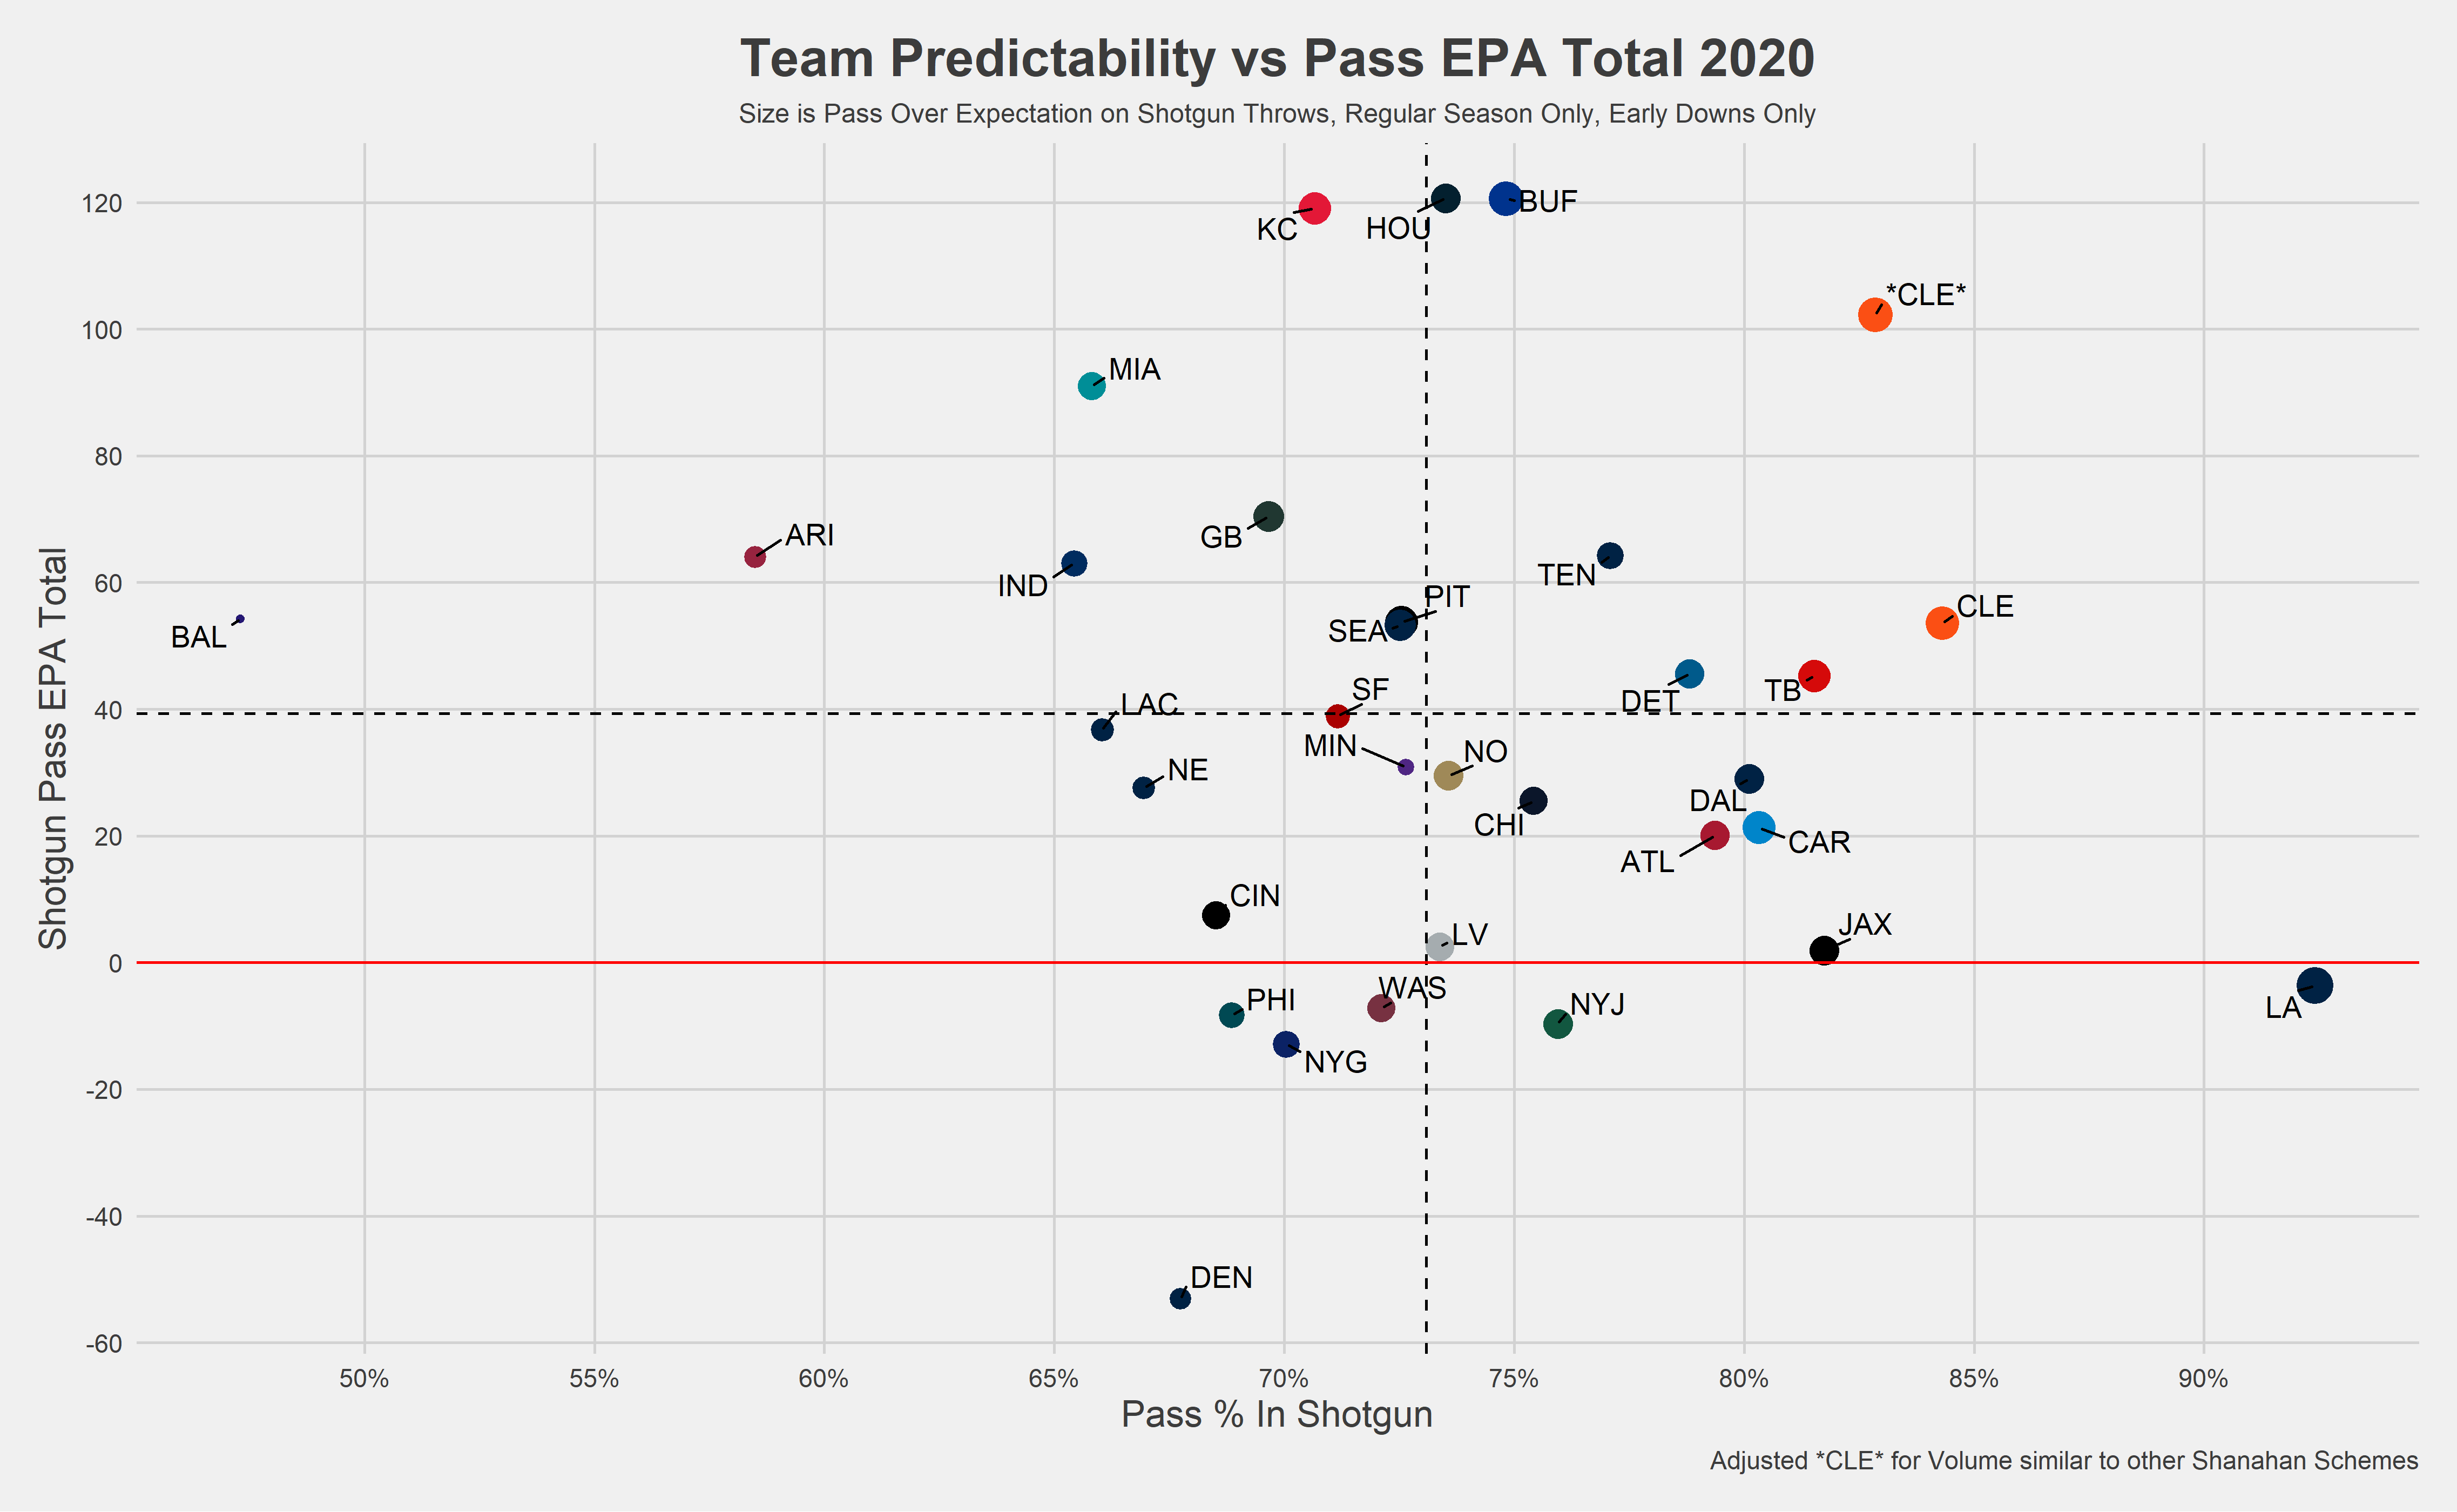 Team Predictability vs Pass EPA Total 2020
Size is Pass Over Expectation on Shotgun Throws, Regular Season Only, Early Downs Only
Shotgun Pass EPA Total
120
100
80
60
40
20
0
-20
-40
-60
KC
HOU
BUF
*CLE*
MIA
ARI
GB
IND
TEN
PIT
SEA
CLE
BAL
DET
TB
SF
LAC
MIN
NO
NE
DAL
CHI
CAR
ATL
CIN
LV
JAX
WAS
PHI
NYJ
LA
NYG
DEN
50%
55%
60%
65%
70%
75%
80%
85%
90%
Pass % In Shotgun
Adjusted *CLE* for Volume similar to other Shanahan Schemes